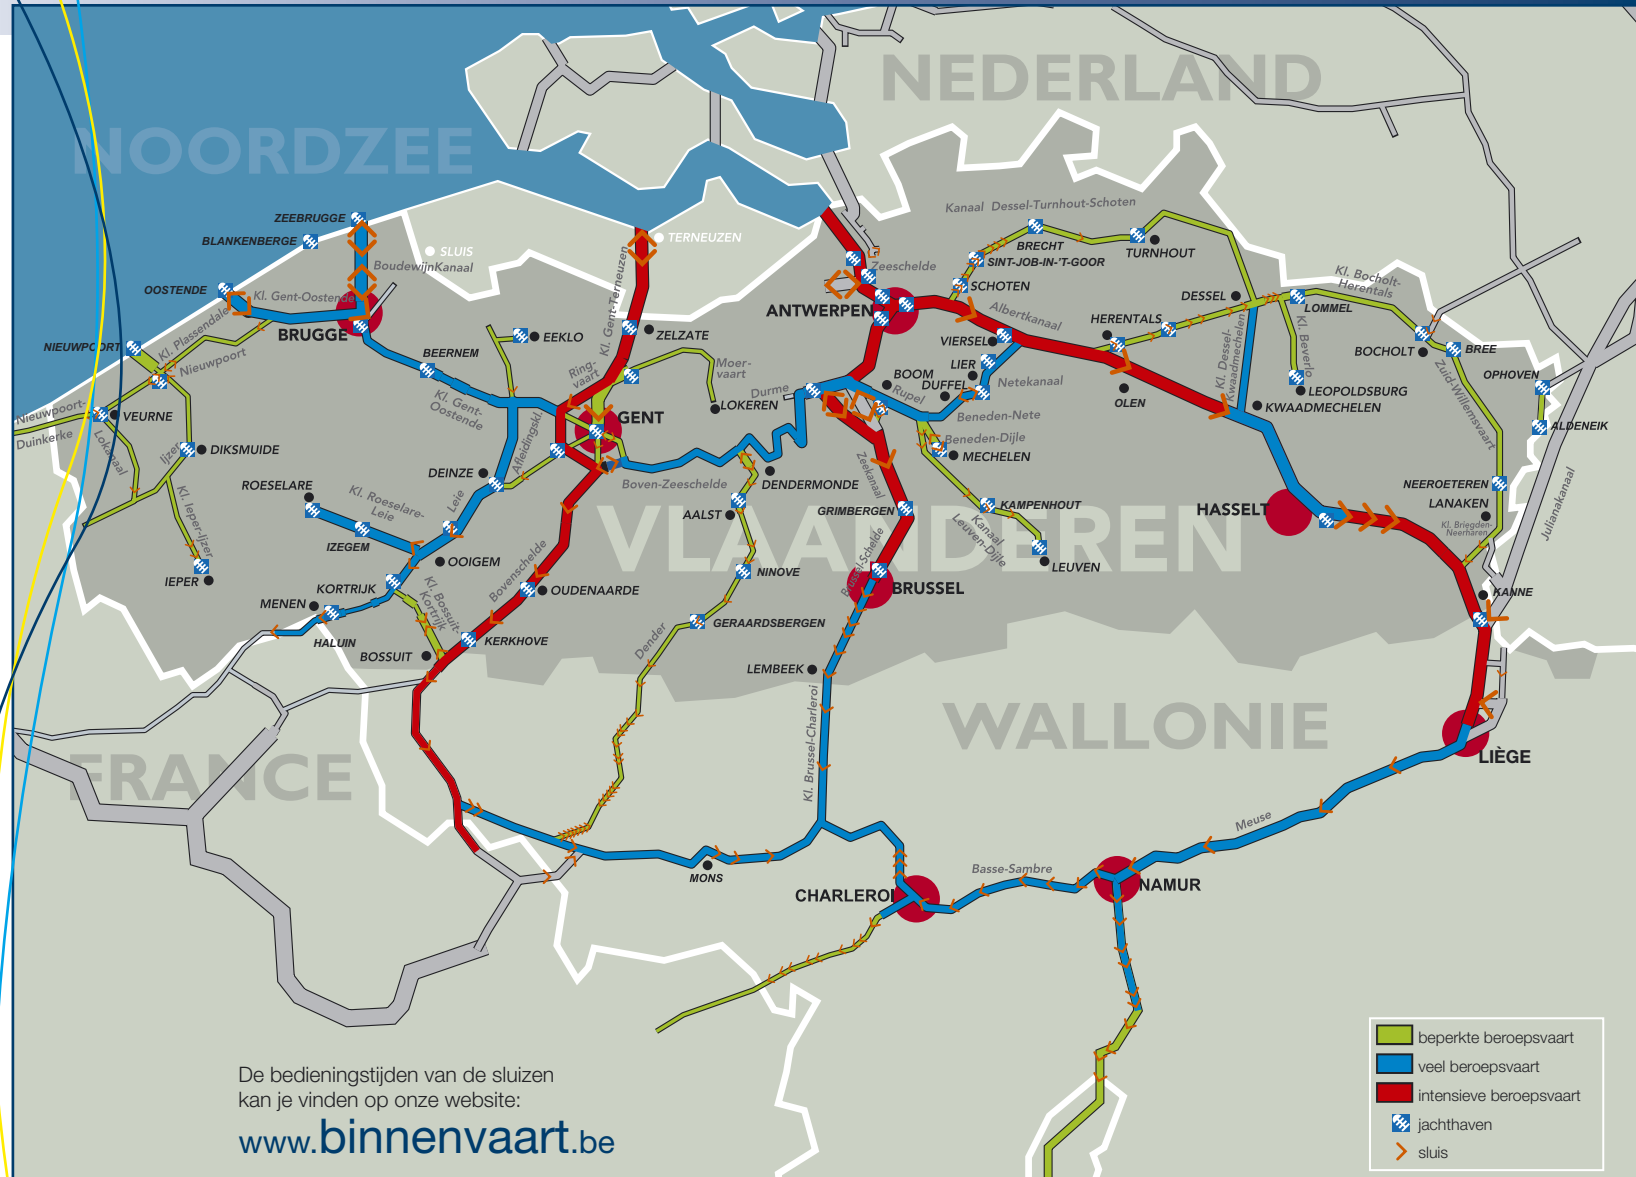 NEDERLAND
NOORDZEE
VLAANDEREN
WALLONIE
FRANCE
ZEEBRUGGE
BLANKENBERGE
SLUIS
TERNEUZEN
BoudewijnKanaal
OOSTENDE
Kl. Gent-Oostende
BRUGGE
NIEUWPOORT
Kl. Plassendale
Nieuwpoort
Nieuwpoort-
Duinkerke
VEURNE
Lokanaal
Ijzer
DIKSMUIDE
Kl. Ieper-Ijzer
IEPER
BEERNEM
Kl. Gent-
Oostende
EEKLO
Afleidingskl.
DEINZE
Leie
ROESELARE
Kl. Roeselare-
Leie
IZEGEM
OOIGEM
KORTRIJK
MENEN
HALUIN
Kl. Bossuit-
Kortrijk
BOSSUIT
KERKHOVE
OUDENAARDE
Bovenschelde
Kl. Gent-Terneuzen
ZELZATE
Ring-
vaart
Moer-
vaart
LOKEREN
GENT
Durme
Boven-Zeeschelde
DENDERMONDE
AALST
NINOVE
GERAARDSBERGEN
Dender
ANTWERPEN
Zeeschelde
Kanaal Dessel-Turnhout-Schoten
BRECHT
SINT-JOB-IN-'T-GOOR
SCHOTEN
TURNHOUT
Albertkanaal
VIERSEL
LIER
BOOM
DUFFEL
Rupel
Netekanaal
Beneden-Nete
Beneden-Dijle
MECHELEN
KAMPENHOUT
Kanaal
Leuven-Dijle
LEUVEN
Zeekanaal
Brussel-Schelde
GRIMBERGEN
BRUSSEL
LEMBEEK
Kl. Brussel-Charleroi
HERENTALS
OLEN
DESSEL
LOMMEL
Kl. Bocholt-
Herentals
Kl. Dessel-
Kwaadmechelen
Kl. Beverlo
LEOPOLDSBURG
KWAADMECHELEN
BOCHOLT
BREE
OPHOVEN
ALDENEIK
Zuid-Willemsvaart
NEEROETEREN
LANAKEN
Kl. Briegden-
Neerharen
Julianakanaal
HASSELT
KANNE
LIÈGE
Meuse
NAMUR
Basse-Sambre
CHARLEROI
MONS
De bedieningstijden van de sluizen
kan je vinden op onze website:
www.binnenvaart.be
beperkte beroepsvaart
veel beroepsvaart
intensieve beroepsvaart
jachthaven
sluis